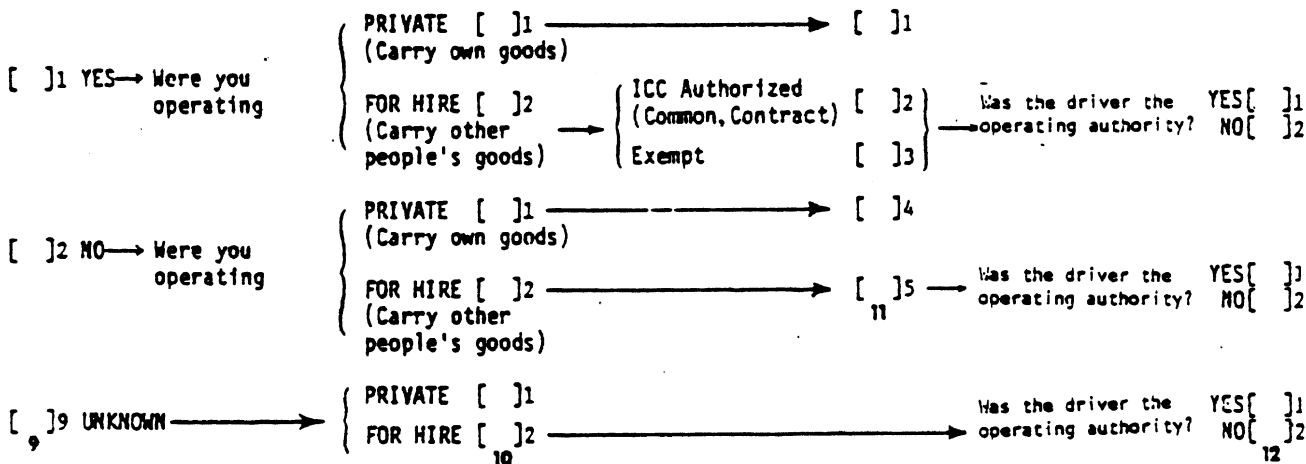 PRIVATE [ ]1 → [ ]1
(Carry own goods)
[ ]1 YES→ Were you
operating
FOR HIRE [ ]2
(Carry other
people's goods)
→
ICC Authorized
(Common,Contract) [ ]2
Exempt [ ]3
→
Was the driver the YES[ ]1
operating authority? NO[ ]2
PRIVATE [ ]1 → [ ]4
(Carry own goods)
[ ]2 NO→ Were you
operating
FOR HIRE [ ]2 → [ ]5 →
11
(Carry other
people's goods)
Was the driver the YES[ ]1
operating authority? NO[ ]2
[ ]9 UNKNOWN →
9
PRIVATE [ ]1
FOR HIRE [ ]2 →
10
Was the driver the YES[ ]1
operating authority? NO[ ]2
12